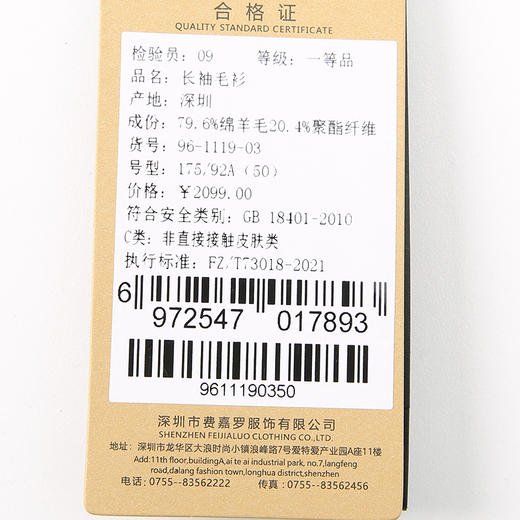 合格证
QUALITY STANDARD CERTIFICATE
检验员: 09 等级: 一等品
品名: 长袖毛衫
产地: 深圳
成份: 79.6%绵羊毛20.4%聚酯纤维
货号: 96-1119-03
号型: 175/92A (50)
价格: ￥2099.00
符合安全类别: GB 18401-2010
C类: 非直接接触皮肤类
执行标准: FZ/T73018-2021
6 972547 017893
9611190350
深圳市费嘉罗服饰有限公司
SHENZHEN FEIJIALUO CLOTHING CO.,LTD
地址: 深圳市龙华区大浪时尚小镇浪峰路7号爱特爱产业园A座11楼
Add:11th floor,buildingA,ai te ai industrial park, no.7,langfeng
road,dalang fashion town,longhua district,shenzhen
电话: 0755-83562222 传真: 0755-83562456